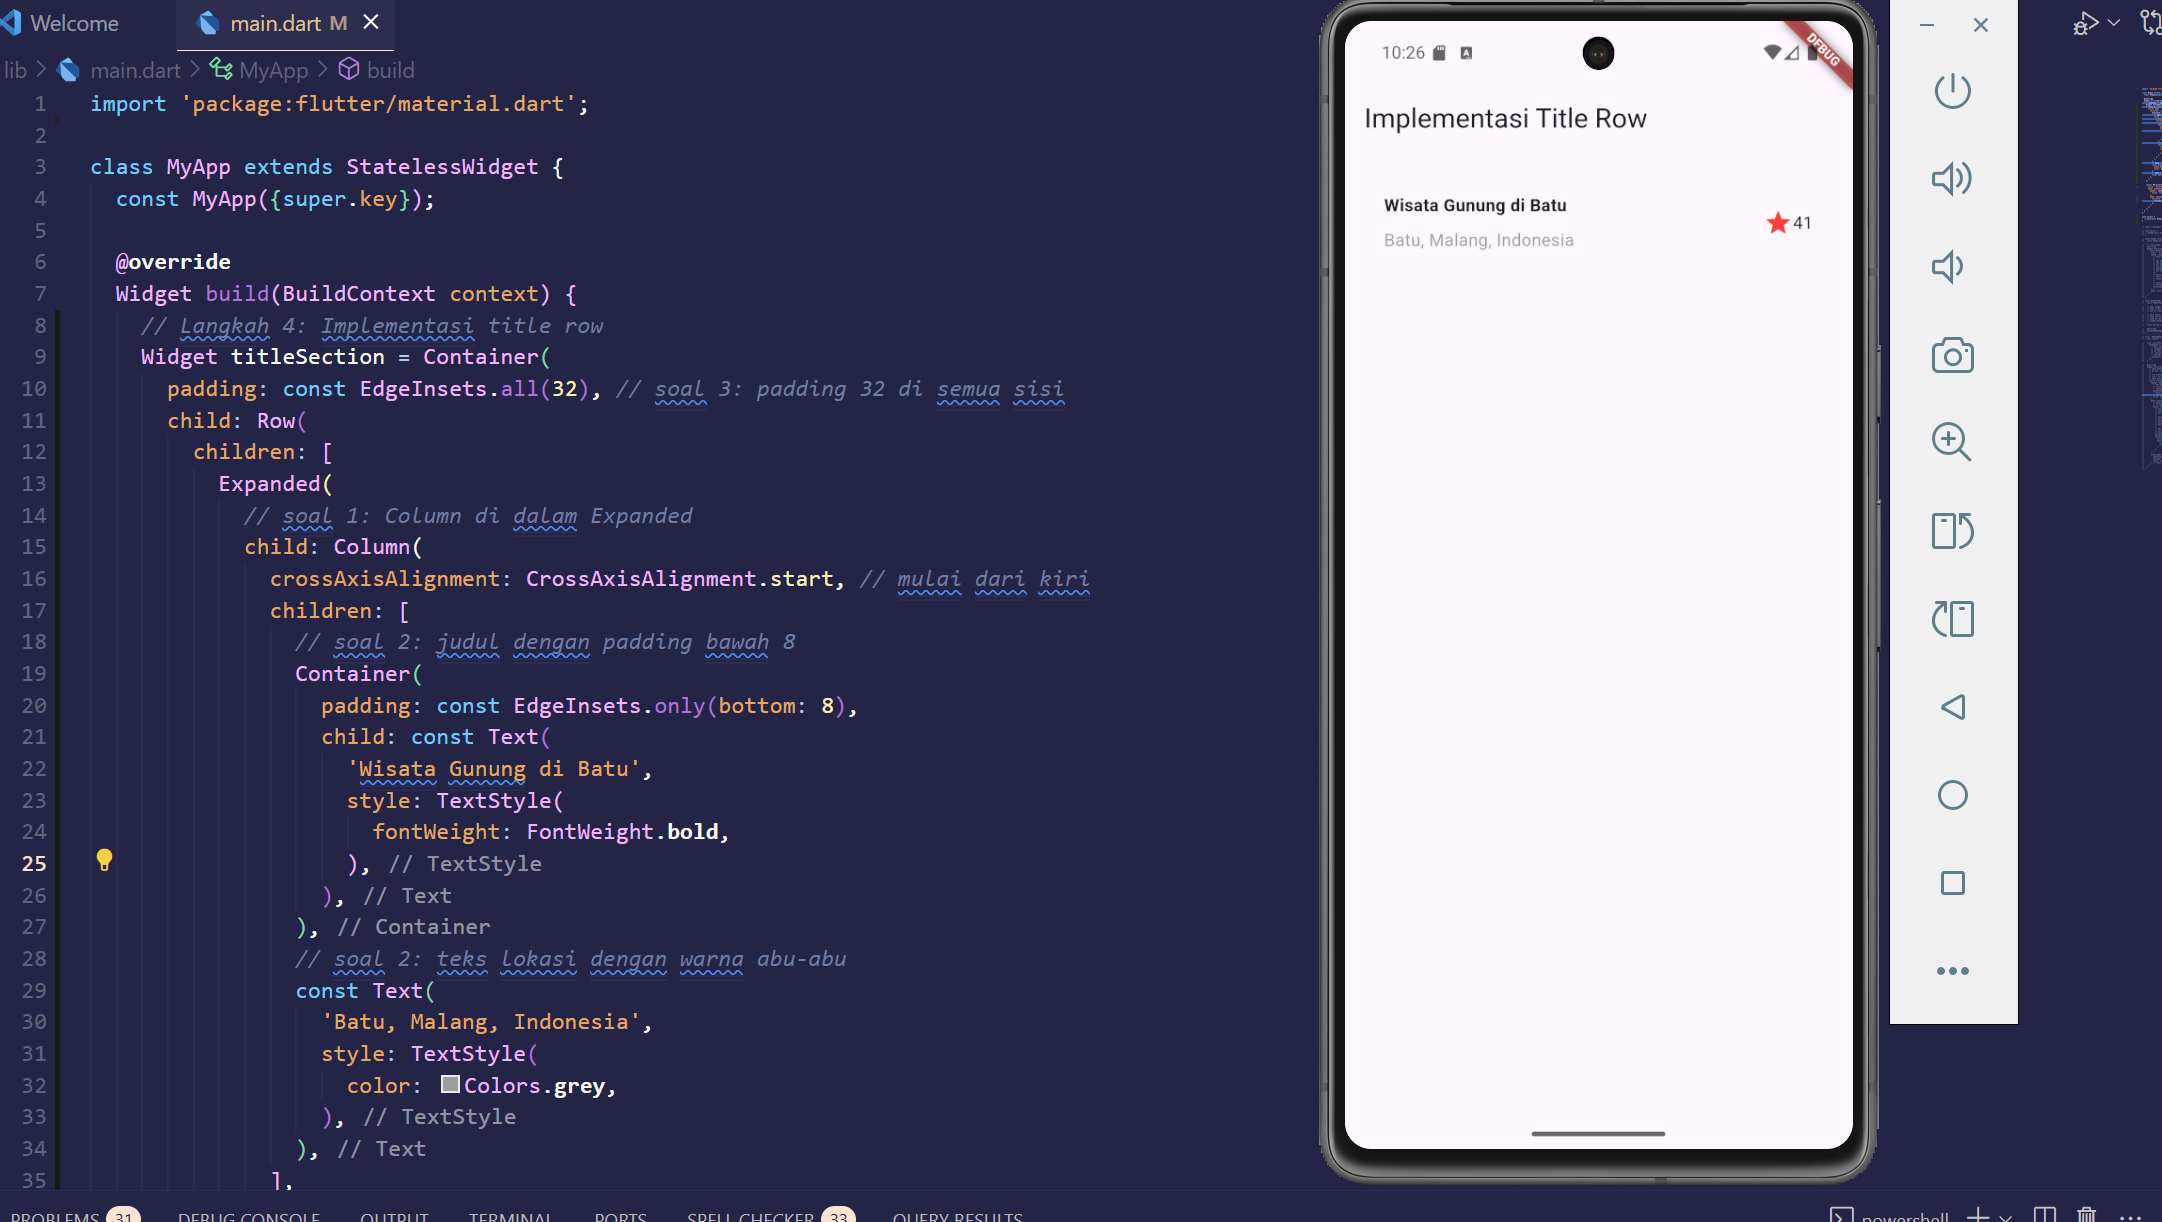 Welcome
main.dart M
lib > main.dart > MyApp > build
1 import 'package:flutter/material.dart';
2
3 class MyApp extends StatelessWidget {
4 const MyApp({super.key});
5
6 @override
7 Widget build(BuildContext context) {
8 // Langkah 4: Implementasi title row
9 Widget titleSection = Container(
10 padding: const EdgeInsets.all(32), // soal 3: padding 32 di semua sisi
11 child: Row(
12 children: [
13 Expanded(
14 // soal 1: Column di dalam Expanded
15 child: Column(
16 crossAxisAlignment: CrossAxisAlignment.start, // mulai dari kiri
17 children: [
18 // soal 2: judul dengan padding bawah 8
19 Container(
20 padding: const EdgeInsets.only(bottom: 8),
21 child: const Text(
22 'Wisata Gunung di Batu',
23 style: TextStyle(
24 fontWeight: FontWeight.bold,
25 ), // TextStyle
26 ), // Text
27 ), // Container
28 // soal 2: teks lokasi dengan warna abu-abu
29 const Text(
30 'Batu, Malang, Indonesia',
31 style: TextStyle(
32 color: Colors.grey,
33 ), // TextStyle
34 ), // Text
35 ],
PROBLEMS 31 DEBUG CONSOLE OUTPUT TERMINAL PORTS SPELL CHECKER 33 QUERY RESULTS
powershell
10:26
DEBUG
Implementasi Title Row
Wisata Gunung di Batu
41
Batu, Malang, Indonesia